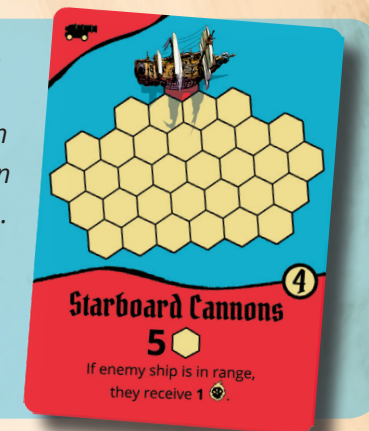 n
n
.
4
Starboard Cannons
5
If enemy ship is in range,
they receive 1 .